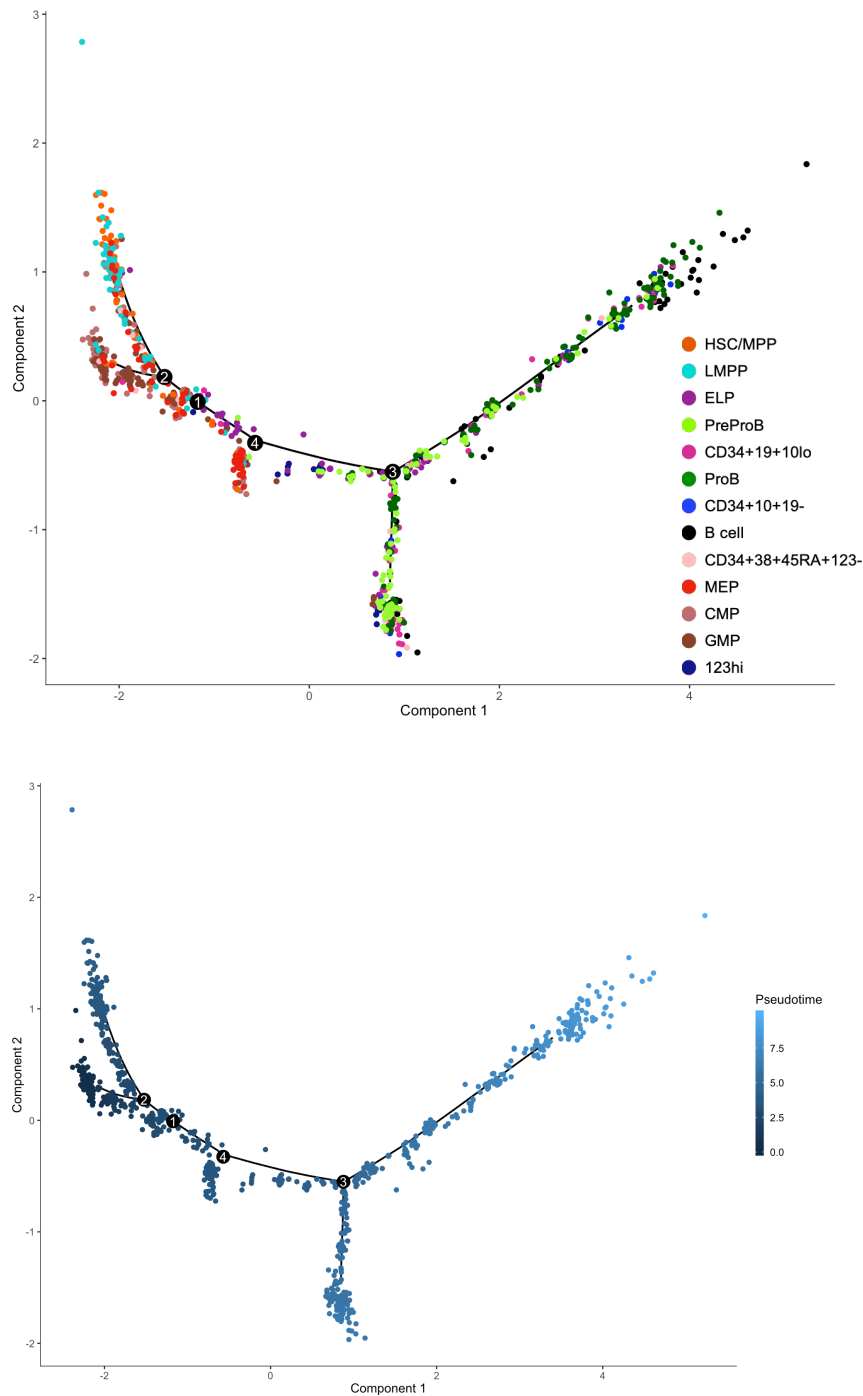 3
2
1
0
-1
-2
Component 2
2
1
4
3
HSC/MPP
LMPP
ELP
PreProB
CD34+19+10lo
ProB
CD34+10+19-
B cell
CD34+38+45RA+123-
MEP
CMP
GMP
123hi
-2 0 2 4
Component 1
3
2
1
0
-1
-2
Component 2
2
1
4
3
Pseudotime
7.5
5.0
2.5
0.0
-2 0 2 4
Component 1